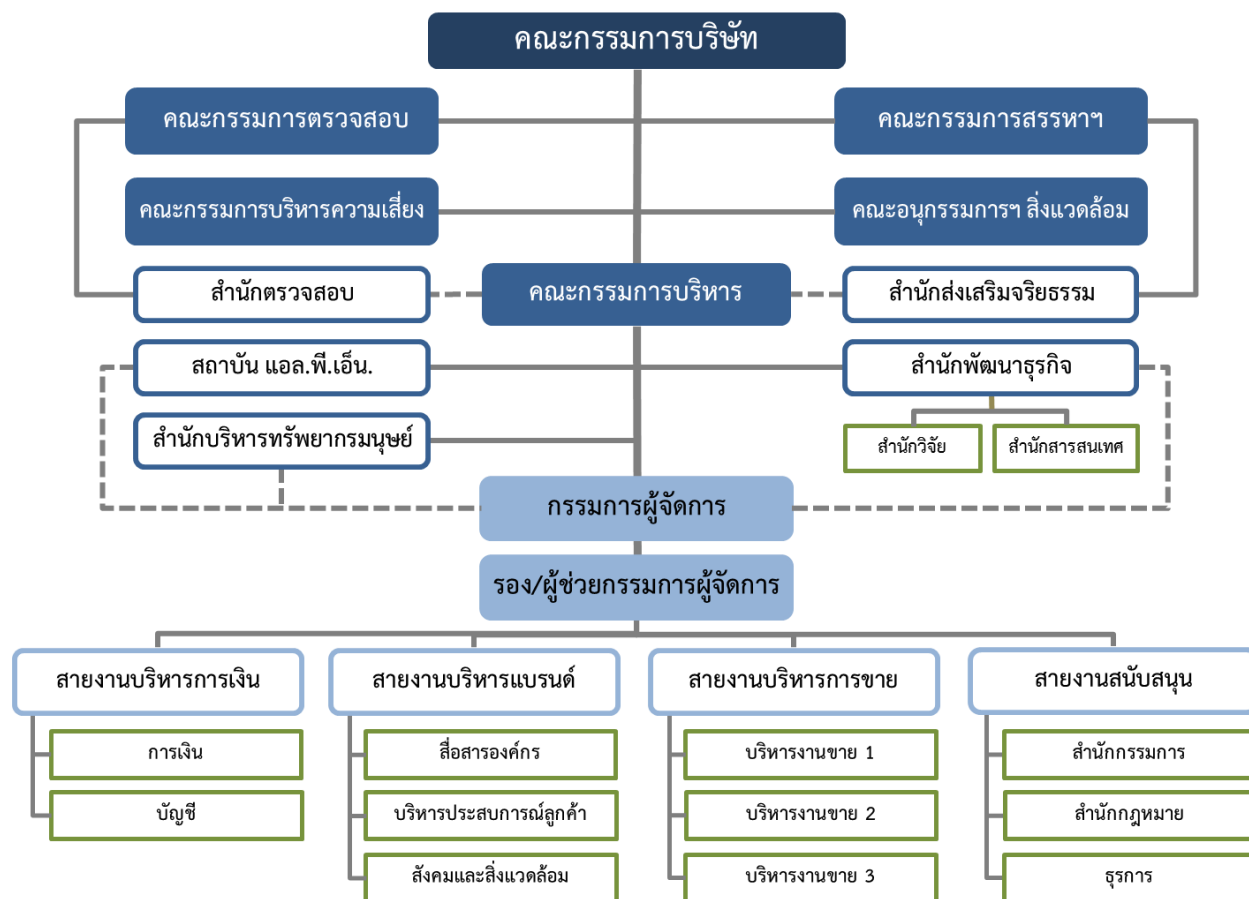 คณะกรรมการบริษัท
คณะกรรมการตรวจสอบ
คณะกรรมการสรรหาฯ
คณะกรรมการบริหารความเสี่ยง
คณะอนุกรรมการฯ สิ่งแวดล้อม
สำนักตรวจสอบ
คณะกรรมการบริหาร
สำนักส่งเสริมจริยธรรม
สถาบัน แอล.พี.เอ็น.
สำนักพัฒนาธุรกิจ
สำนักบริหารทรัพยากรมนุษย์
สำนักวิจัย
สำนักสารสนเทศ
กรรมการผู้จัดการ
รอง/ผู้ช่วยกรรมการผู้จัดการ
สายงานบริหารการเงิน
สายงานบริหารแบรนด์
สายงานบริหารการขาย
สายงานสนับสนุน
การเงิน
สื่อสารองค์กร
บริหารงานขาย 1
สำนักกรรมการ
บัญชี
บริหารประสบการณ์ลูกค้า
บริหารงานขาย 2
สำนักกฎหมาย
สังคมและสิ่งแวดล้อม
บริหารงานขาย 3
ธุรการ